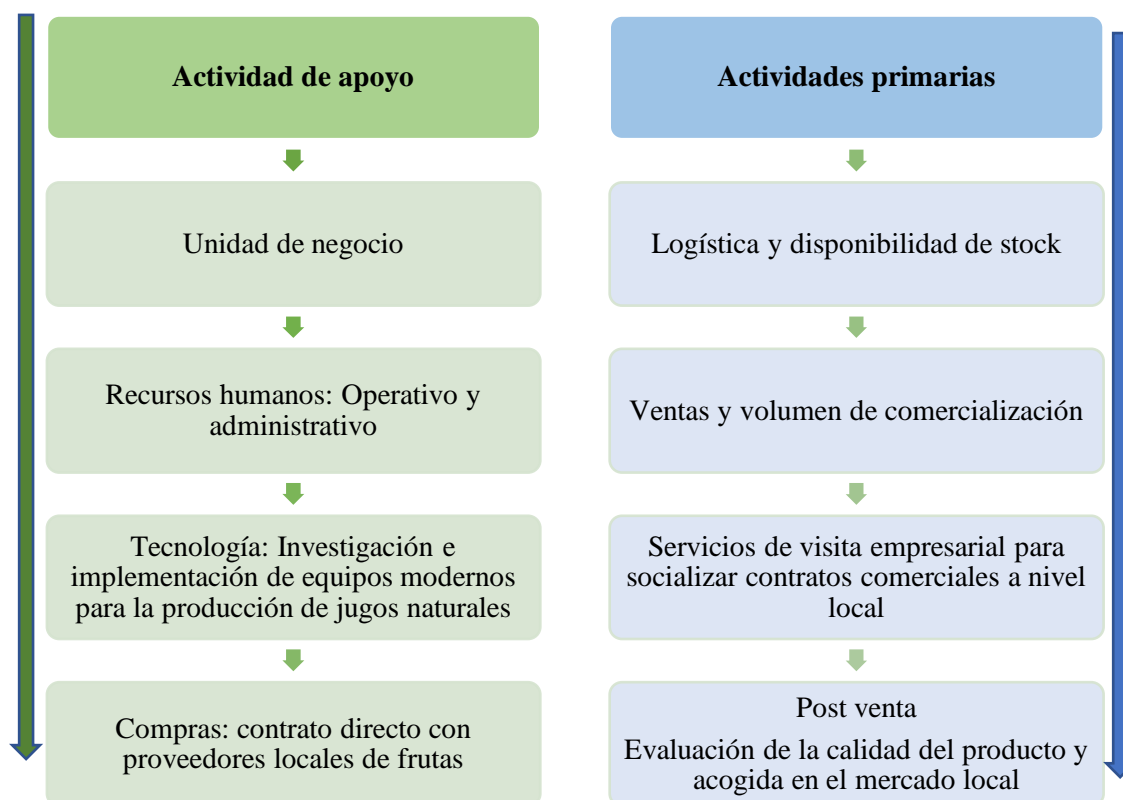 Actividad de apoyo
Unidad de negocio
Recursos humanos: Operativo y
administrativo
Tecnología: Investigación e
implementación de equipos modernos
para la producción de jugos naturales
Compras: contrato directo con
proveedores locales de frutas
Actividades primarias
Logística y disponibilidad de stock
Ventas y volumen de comercialización
Servicios de visita empresarial para
socializar contratos comerciales a nivel
local
Post venta
Evaluación de la calidad del producto y
acogida en el mercado local